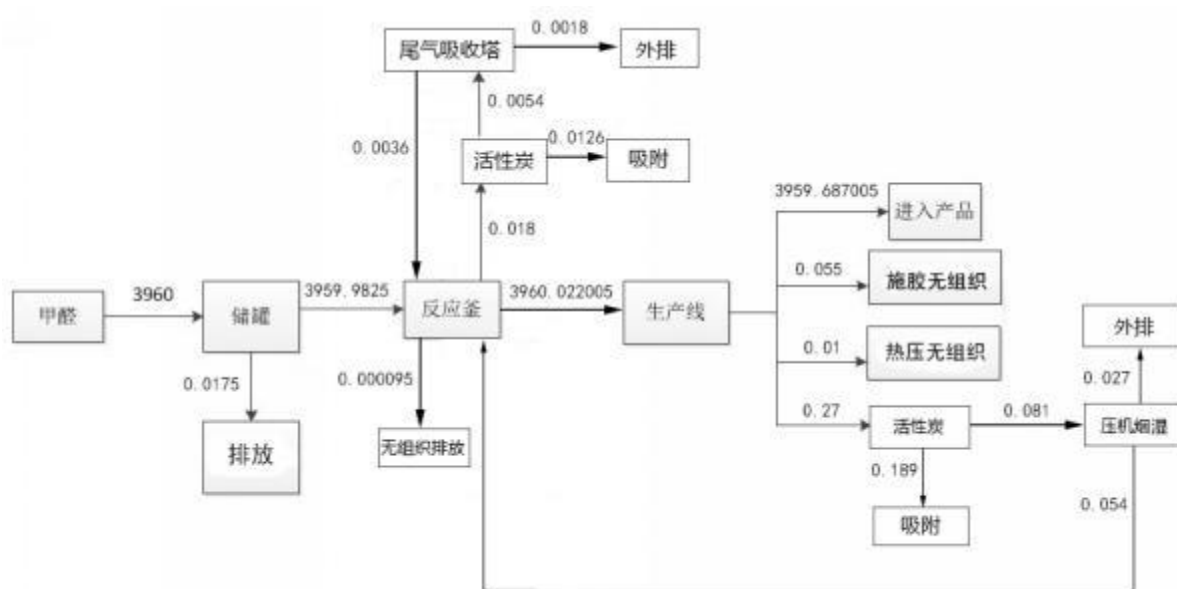 0.0018
尾气吸收塔
外排
0.0054
0.0126
0.0036
活性炭
吸附
3959.687005
进入产品
0.018
0.055
施胶无组织
3960
3959.9825
3960.022005
甲醛
储罐
反应釜
生产线
外排
0.01
热压无组织
0.0175
0.000095
0.027
0.27
0.081
活性炭
压机烟湿
排放
无组织排放
0.189
0.054
吸附